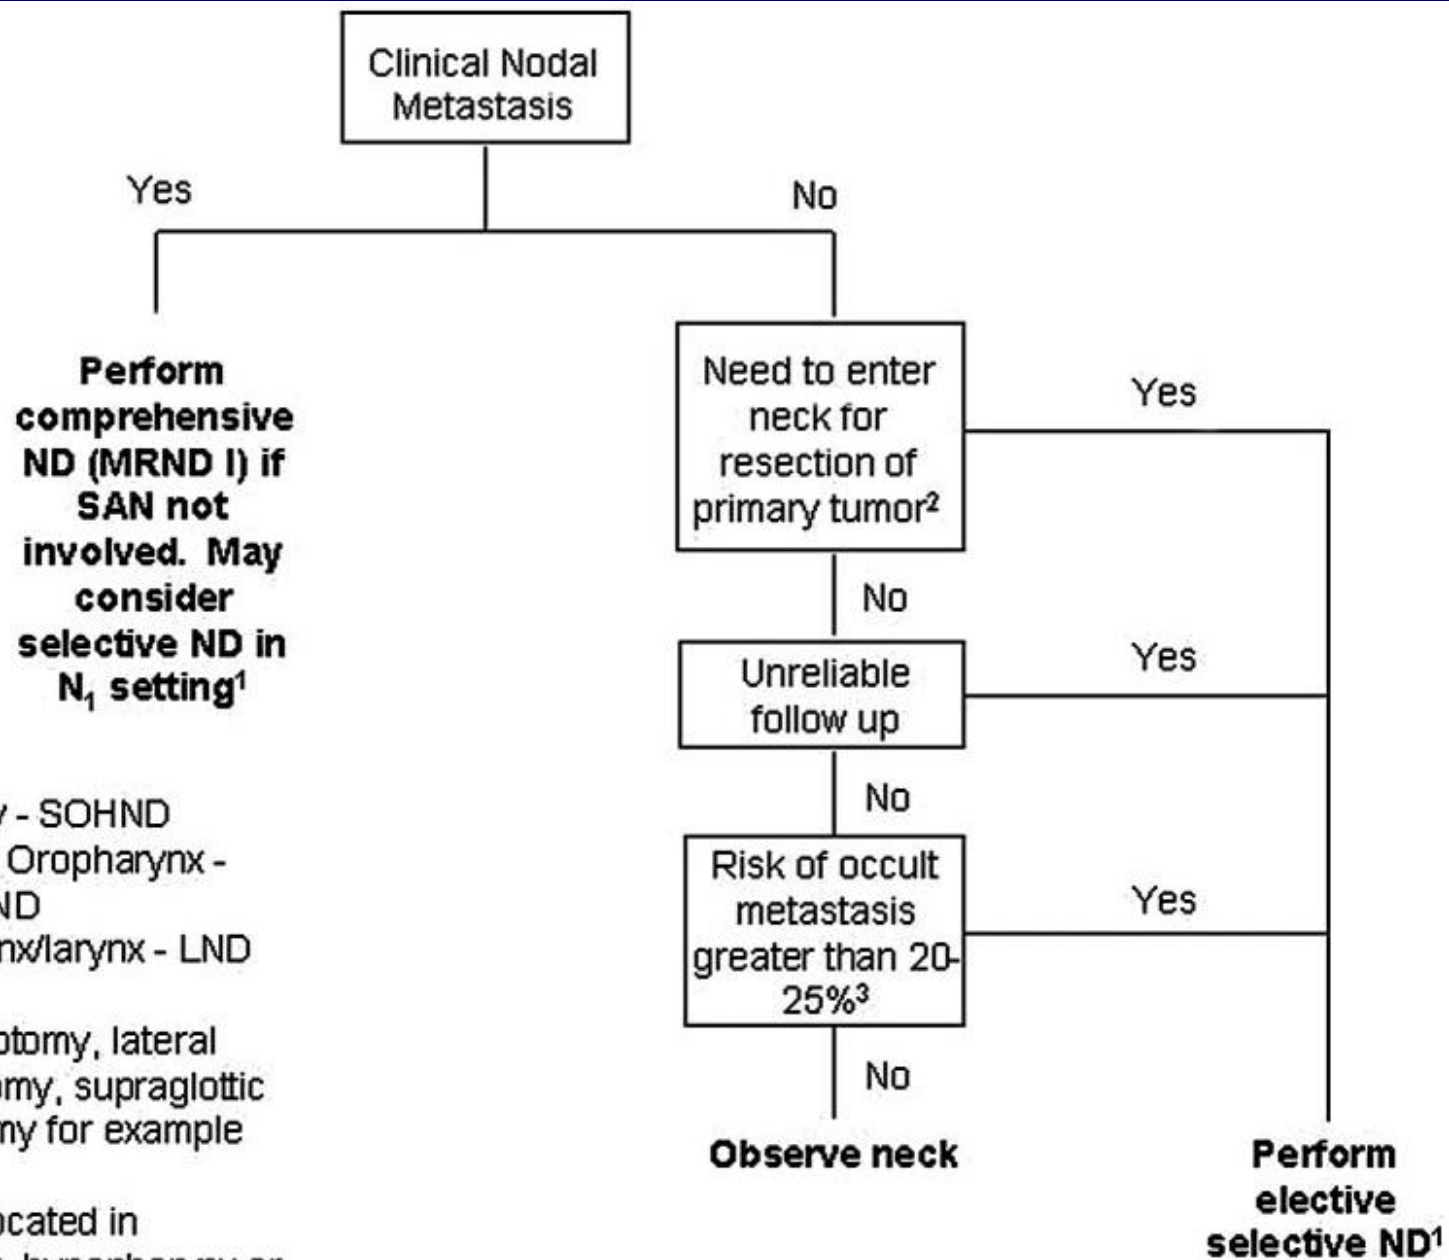 Clinical Nodal
Metastasis
Yes
No
Perform
comprehensive
ND (MRND I) if
SAN not
involved. May
consider
selective ND in
N₁ setting¹
Need to enter
neck for
resection of
primary tumor²
Yes
No
Unreliable
follow up
Yes
No
Risk of occult
metastasis
greater than 20-
25%³
Yes
No
Observe neck
Perform
elective
selective ND¹
- SOHND
Oropharynx -
ND
nx/larynx - LND
otomy, lateral
omy, supraglottic
my for example
ocated in